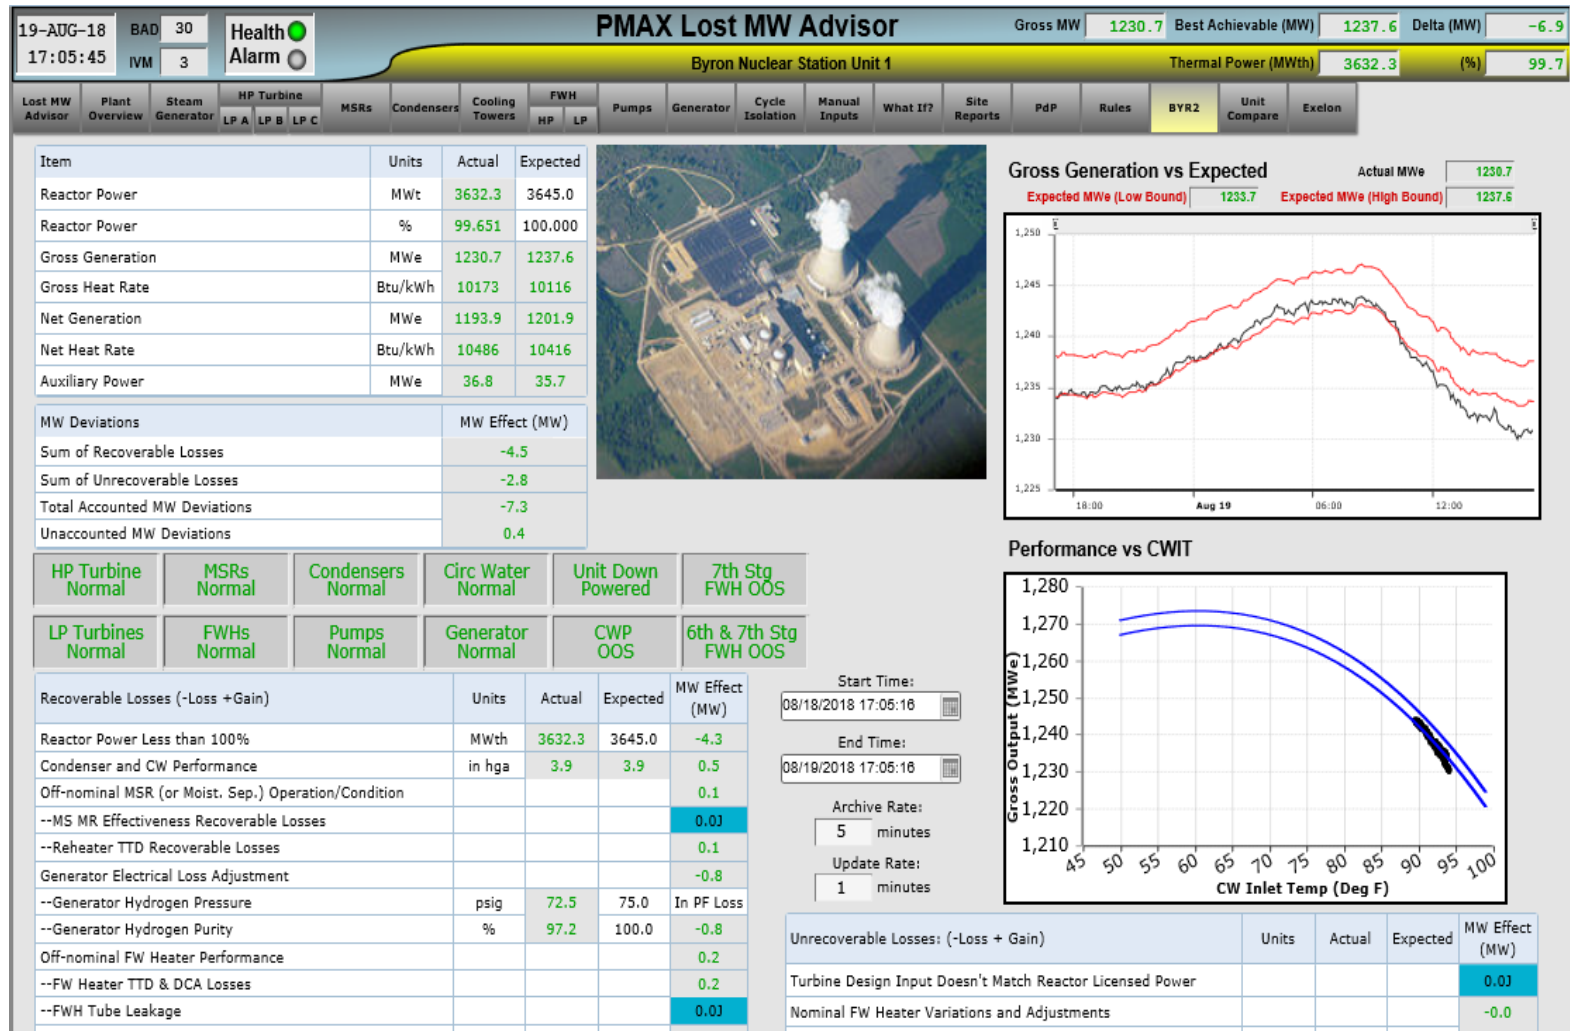 19-AUG-18
17:05:45
BAD 30
IVM 3
Health
Alarm
PMAX Lost MW Advisor
Gross MW 1230.7 Best Achievable (MW) 1237.6 Delta (MW) -6.9
Byron Nuclear Station Unit 1
Thermal Power (MWth) 3632.3 (%) 99.7
Lost MW Advisor
Plant Overview
Steam Generator
HP Turbine
LP A LP B LP C
MSRs
Condensers
Cooling Towers
FWH
HP LP
Pumps
Generator
Cycle Isolation
Manual Inputs
What If?
Site Reports
PdP
Rules
BYR2
Unit Compare
Exelon
Item Units Actual Expected
Reactor Power MWt 3632.3 3645.0
Reactor Power % 99.651 100.000
Gross Generation MWe 1230.7 1237.6
Gross Heat Rate Btu/kWh 10173 10116
Net Generation MWe 1193.9 1201.9
Net Heat Rate Btu/kWh 10486 10416
Auxiliary Power MWe 36.8 35.7
MW Deviations MW Effect (MW)
Sum of Recoverable Losses -4.5
Sum of Unrecoverable Losses -2.8
Total Accounted MW Deviations -7.3
Unaccounted MW Deviations 0.4
Gross Generation vs Expected
Actual MWe 1230.7
Expected MWe (Low Bound) 1233.7 Expected MWe (High Bound) 1237.6
1,250
1,245
1,240
1,235
1,230
1,225
18:00 Aug 19 06:00 12:00
HP Turbine Normal
MSRs Normal
Condensers Normal
Circ Water Normal
Unit Down Powered
7th Stg FWH OOS
LP Turbines Normal
FWHs Normal
Pumps Normal
Generator Normal
CWP OOS
6th & 7th Stg FWH OOS
Performance vs CWIT
Gross Output (MWe)
1,280
1,270
1,260
1,250
1,240
1,230
1,220
1,210
45 50 55 60 65 70 75 80 85 90 95 100
CW Inlet Temp (Deg F)
Recoverable Losses (-Loss +Gain) Units Actual Expected MW Effect (MW)
Reactor Power Less than 100% MWth 3632.3 3645.0 -4.3
Condenser and CW Performance in hga 3.9 3.9 0.5
Off-nominal MSR (or Moist. Sep.) Operation/Condition 0.1
--MS MR Effectiveness Recoverable Losses 0.0J
--Reheater TTD Recoverable Losses 0.1
Generator Electrical Loss Adjustment -0.8
--Generator Hydrogen Pressure psig 72.5 75.0 In PF Loss
--Generator Hydrogen Purity % 97.2 100.0 -0.8
Off-nominal FW Heater Performance 0.2
--FW Heater TTD & DCA Losses 0.2
--FWH Tube Leakage 0.0J
Start Time:
08/18/2018 17:05:16
End Time:
08/19/2018 17:05:16
Archive Rate:
5 minutes
Update Rate:
1 minutes
Unrecoverable Losses: (-Loss + Gain) Units Actual Expected MW Effect (MW)
Turbine Design Input Doesn't Match Reactor Licensed Power 0.0J
Nominal FW Heater Variations and Adjustments -0.0